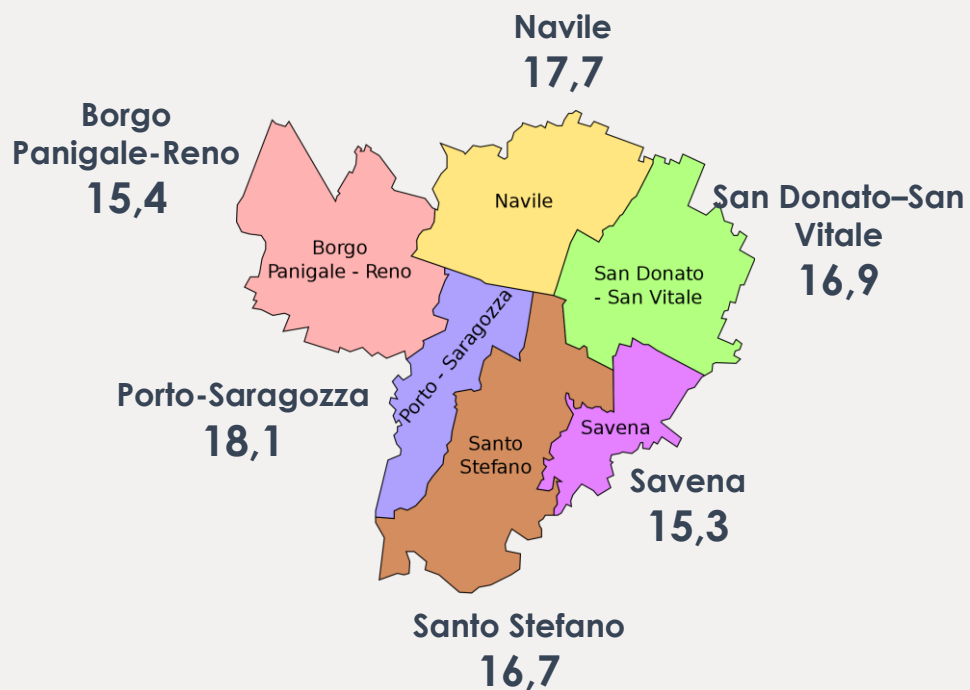 Navile
17,7
Borgo
Panigale-Reno
15,4
San Donato–San
Vitale
16,9
Navile
Borgo
Panigale - Reno
San Donato
- San Vitale
Porto - Saragozza
Porto-Saragozza
18,1
Santo
Stefano
Savena
Savena
15,3
Santo Stefano
16,7